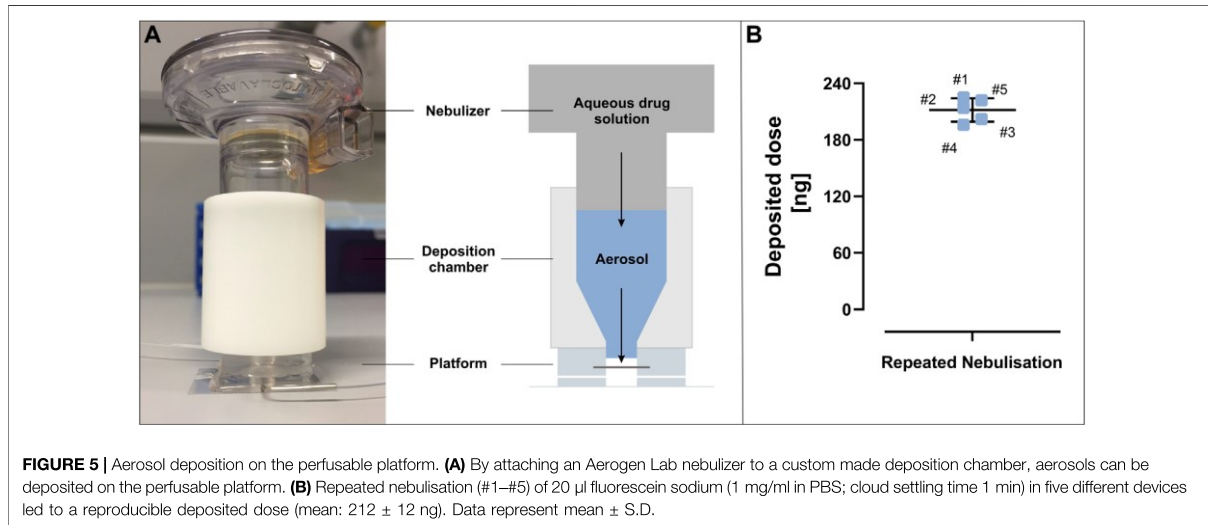 A
AUTOCLAVABLE
Nebulizer
Aqueous drug
solution
Deposition
chamber
Aerosol
Platform
B
Deposited dose
[ng]
240
180
120
60
0
#1
#2
#5
#3
#4
Repeated Nebulisation
FIGURE 5 | Aerosol deposition on the perfusable platform. (A) By attaching an Aerogen Lab nebulizer to a custom made deposition chamber, aerosols can be
deposited on the perfusable platform. (B) Repeated nebulisation (#1–#5) of 20 µl fluorescein sodium (1 mg/ml in PBS; cloud settling time 1 min) in five different devices
led to a reproducible deposited dose (mean: 212 ± 12 ng). Data represent mean ± S.D.